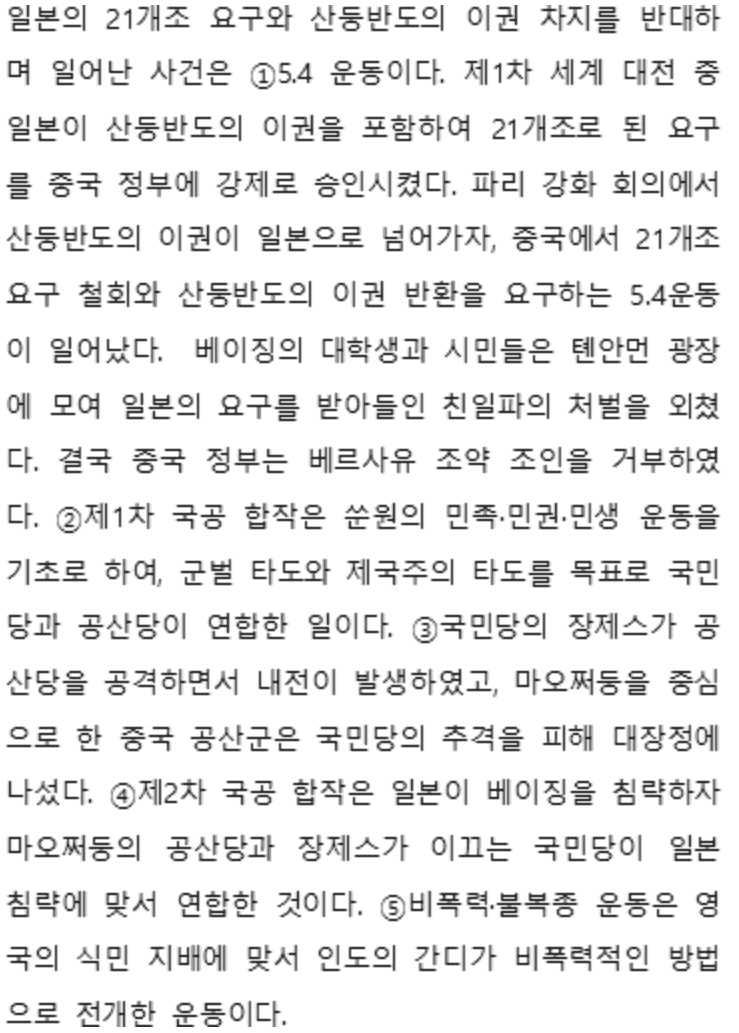 일본의 21개조 요구와 산둥반도의 이권 차지를 반대하
며 일어난 사건은 ①5.4 운동이다. 제1차 세계 대전 중
일본이 산둥반도의 이권을 포함하여 21개조로 된 요구
를 중국 정부에 강제로 승인시켰다. 파리 강화 회의에서
산둥반도의 이권이 일본으로 넘어가자, 중국에서 21개조
요구 철회와 산둥반도의 이권 반환을 요구하는 5.4운동
이 일어났다.  베이징의 대학생과 시민들은 톈안먼 광장
에 모여 일본의 요구를 받아들인 친일파의 처벌을 외쳤
다. 결국 중국 정부는 베르사유 조약 조인을 거부하였
다. ②제1차 국공 합작은 쑨원의 민족·민권·민생 운동을
기초로 하여, 군벌 타도와 제국주의 타도를 목표로 국민
당과 공산당이 연합한 일이다. ③국민당의 장제스가 공
산당을 공격하면서 내전이 발생하였고, 마오쩌둥을 중심
으로 한 중국 공산군은 국민당의 추격을 피해 대장정에
나섰다. ④제2차 국공 합작은 일본이 베이징을 침략하자
마오쩌둥의 공산당과 장제스가 이끄는 국민당이 일본
침략에 맞서 연합한 것이다. ⑤비폭력·불복종 운동은 영
국의 식민 지배에 맞서 인도의 간디가 비폭력적인 방법
으로 전개한 운동이다.